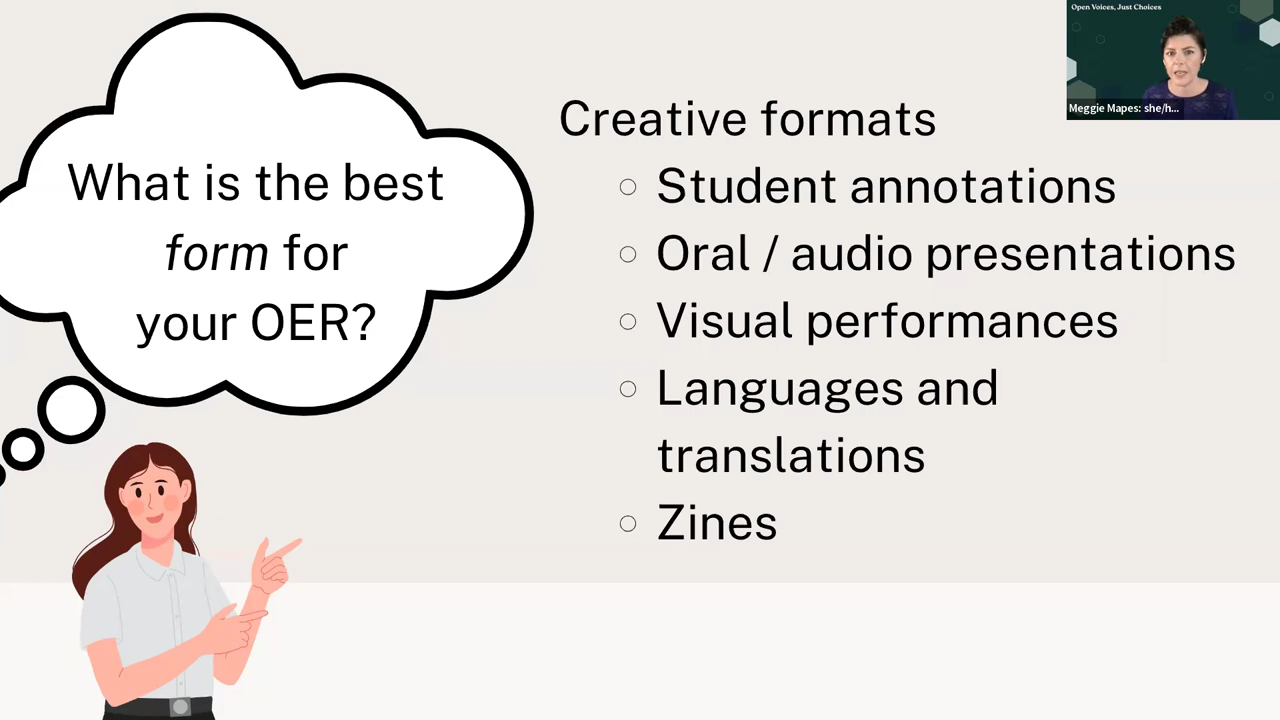 What is the best
form for
your OER?
Creative formats
Student annotations
Oral / audio presentations
Visual performances
Languages and
translations
Zines
Open Voices, Just Choices
Meggie Mapes: she/h...